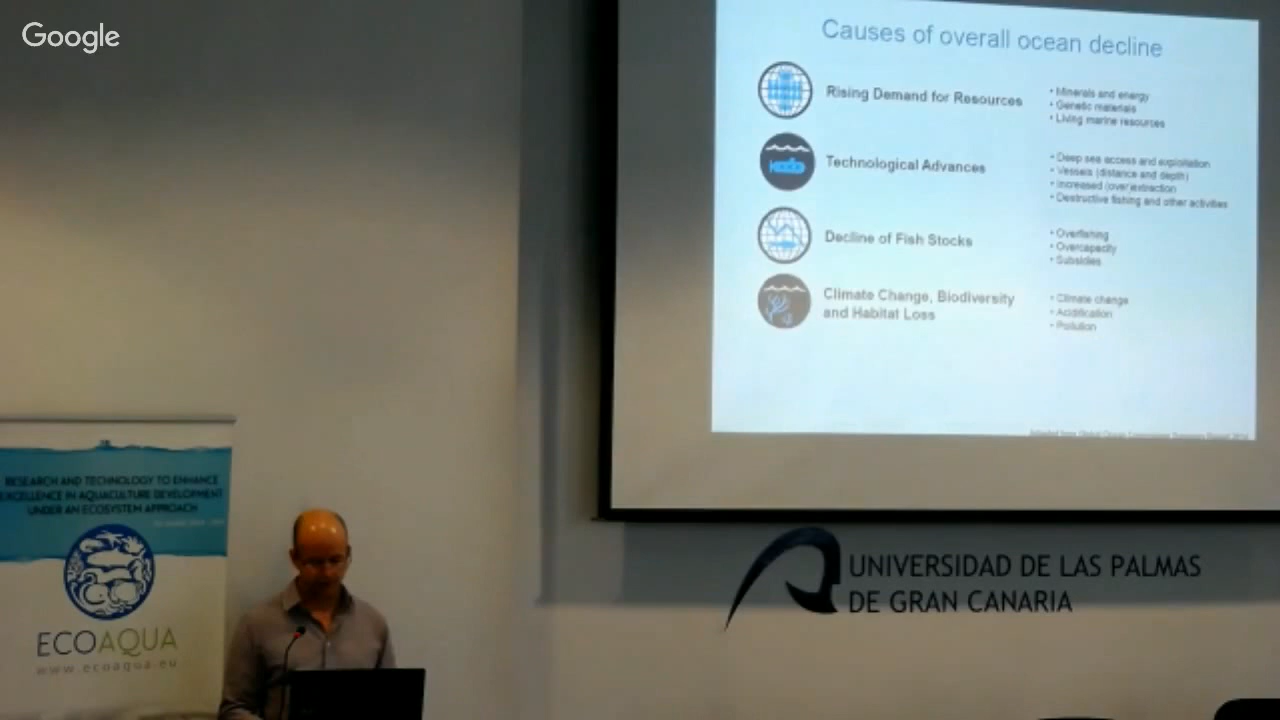 Google
Causes of overall ocean decline
Rising Demand for Resources
• Minerals and energy
• Genetic materials
• Living marine resources
Technological Advances
• Deep sea access and exploitation
• Vessels (distance and depth)
• Increased (over)extraction
• Destructive fishing and other activities
Decline of Fish Stocks
• Overfishing
• Overcapacity
• Subsidies
Climate Change, Biodiversity
and Habitat Loss
• Climate change
• Acidification
• Pollution
RESEARCH AND TECHNOLOGY TO ENHANCE
EXCELLENCE IN AQUACULTURE DEVELOPMENT
UNDER AN ECOSYSTEM APPROACH
ECOAQUA
www.ecoaqua.eu
UNIVERSIDAD DE LAS PALMAS
DE GRAN CANARIA